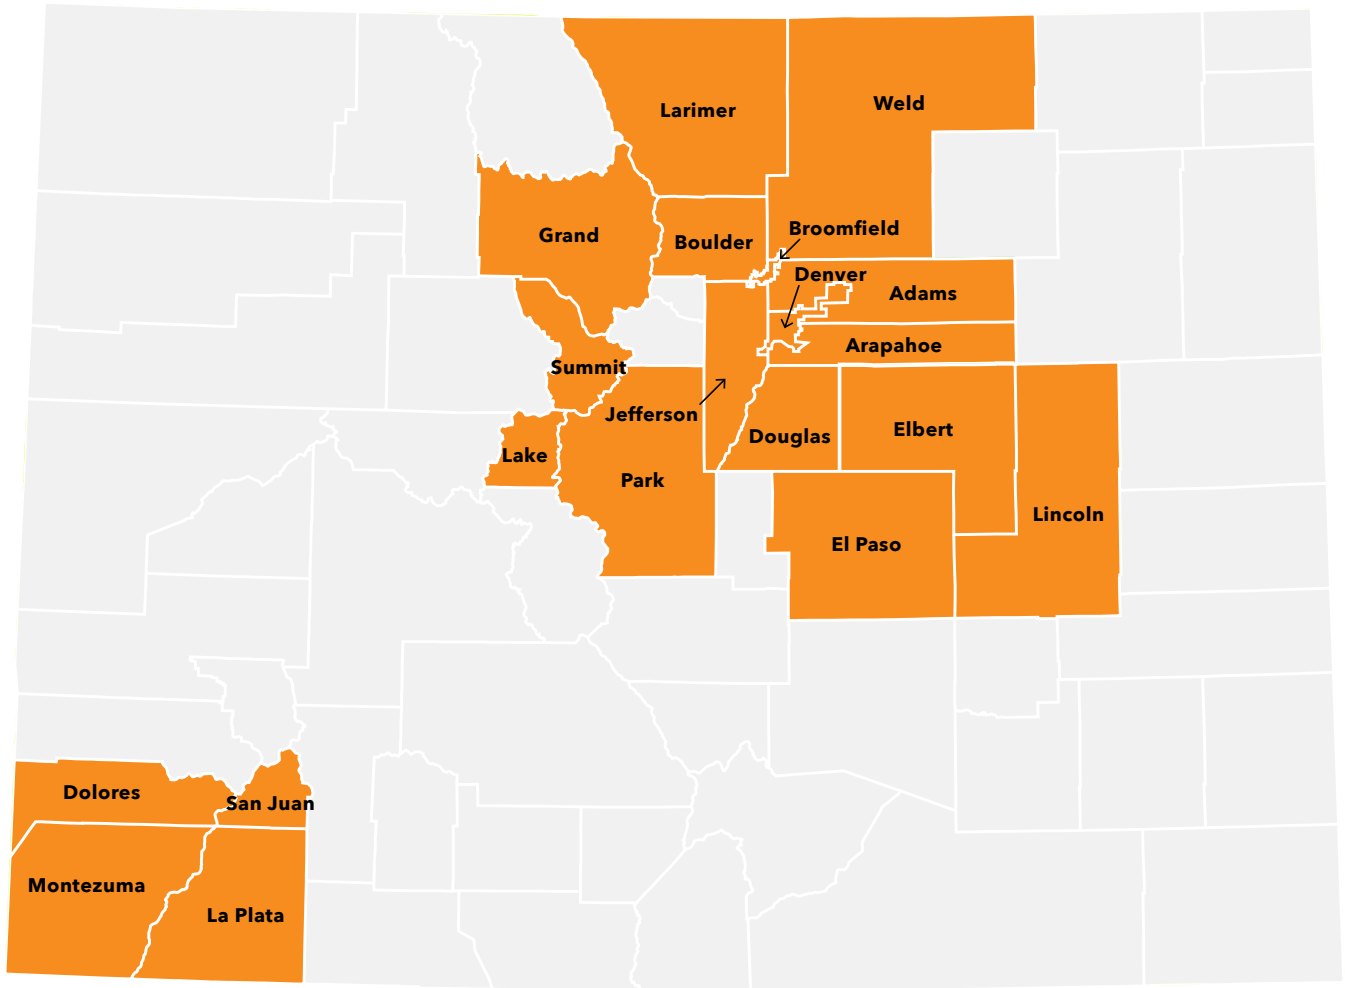 Weld
Larimer
Broomfield
Grand
Boulder
Denver
Adams
Arapahoe
Summit
Jefferson
Elbert
Douglas
Lake
Park
Lincoln
El Paso
Dolores
San Juan
Montezuma
La Plata